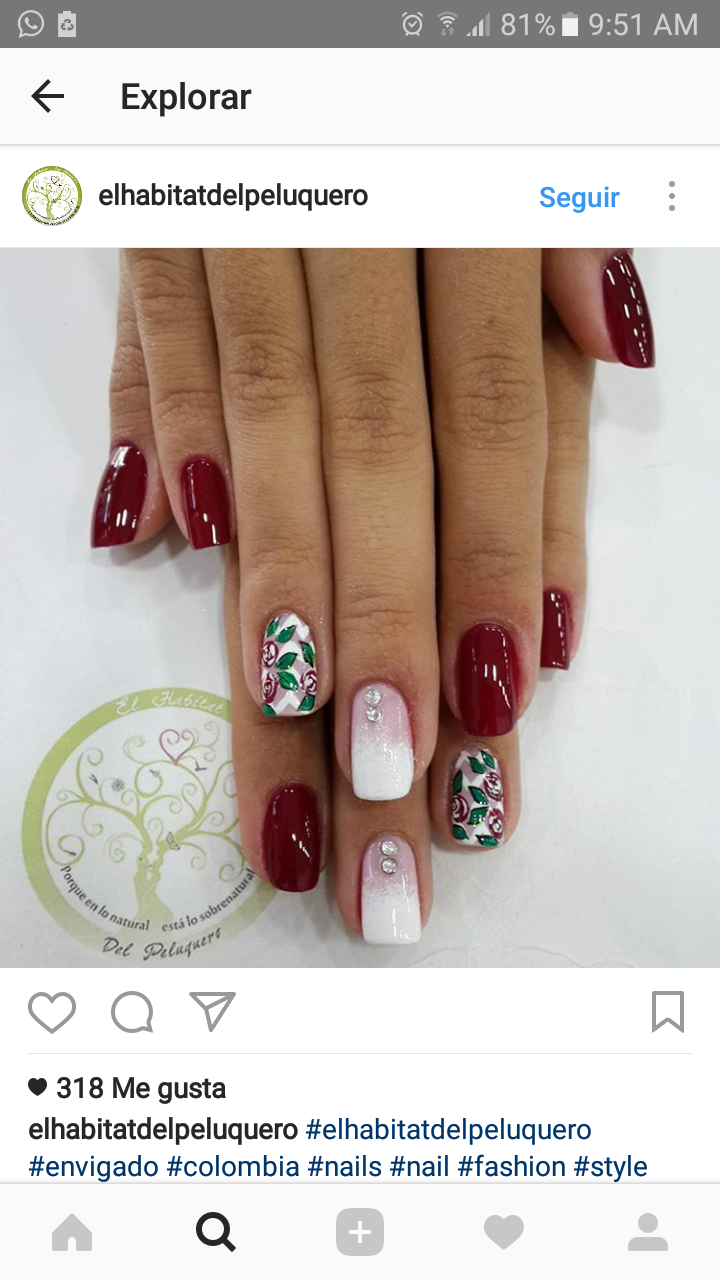 81% 9:51 AM
Explorar
elhabitatdelpeluquero Seguir
El Habitat
Porque en lo natural está lo sobrenatural
Del Peluquero
318 Me gusta
elhabitatdelpeluquero #elhabitatdelpeluquero
#envigado #colombia #nails #nail #fashion #style